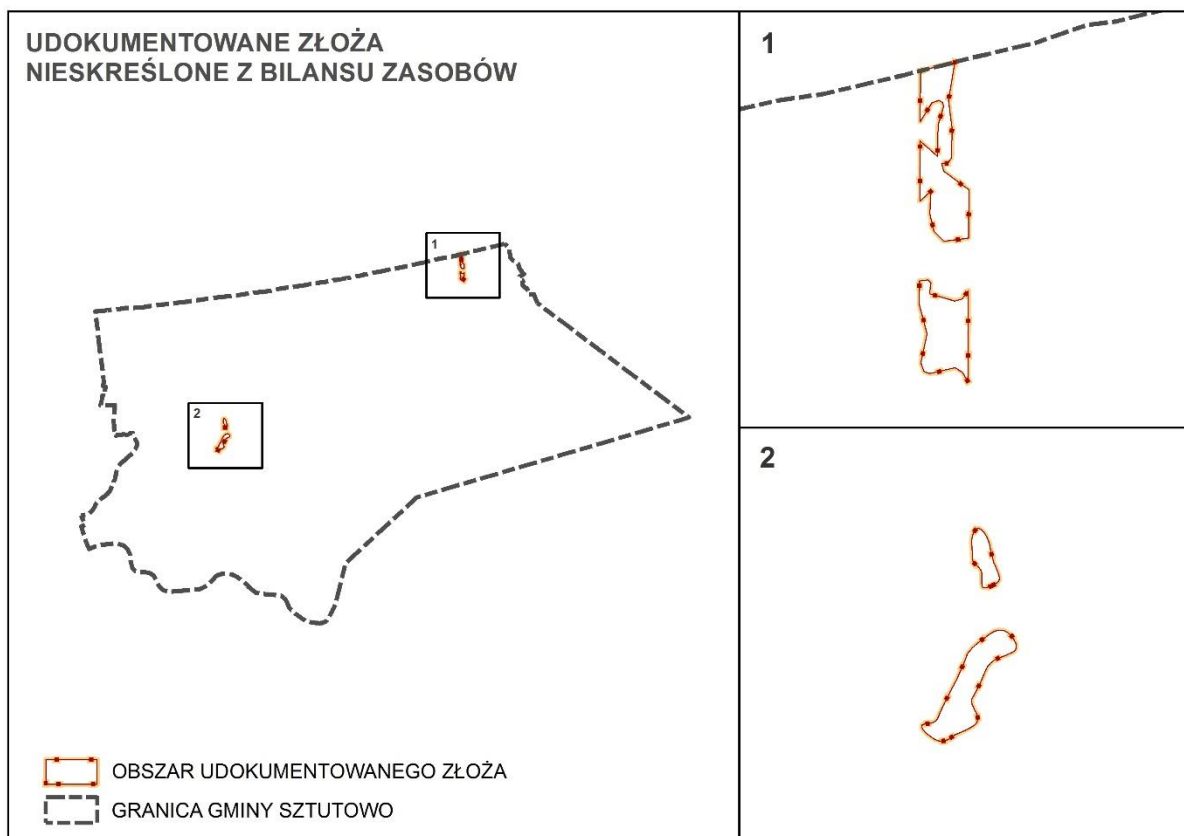 UDOKUMENTOWANE ZŁOŻA
NIESKREŚLONE Z BILANSU ZASOBÓW
1
2
OBSZAR UDOKUMENTOWANEGO ZŁOŻA
GRANICA GMINY SZTUTOWO
1
2